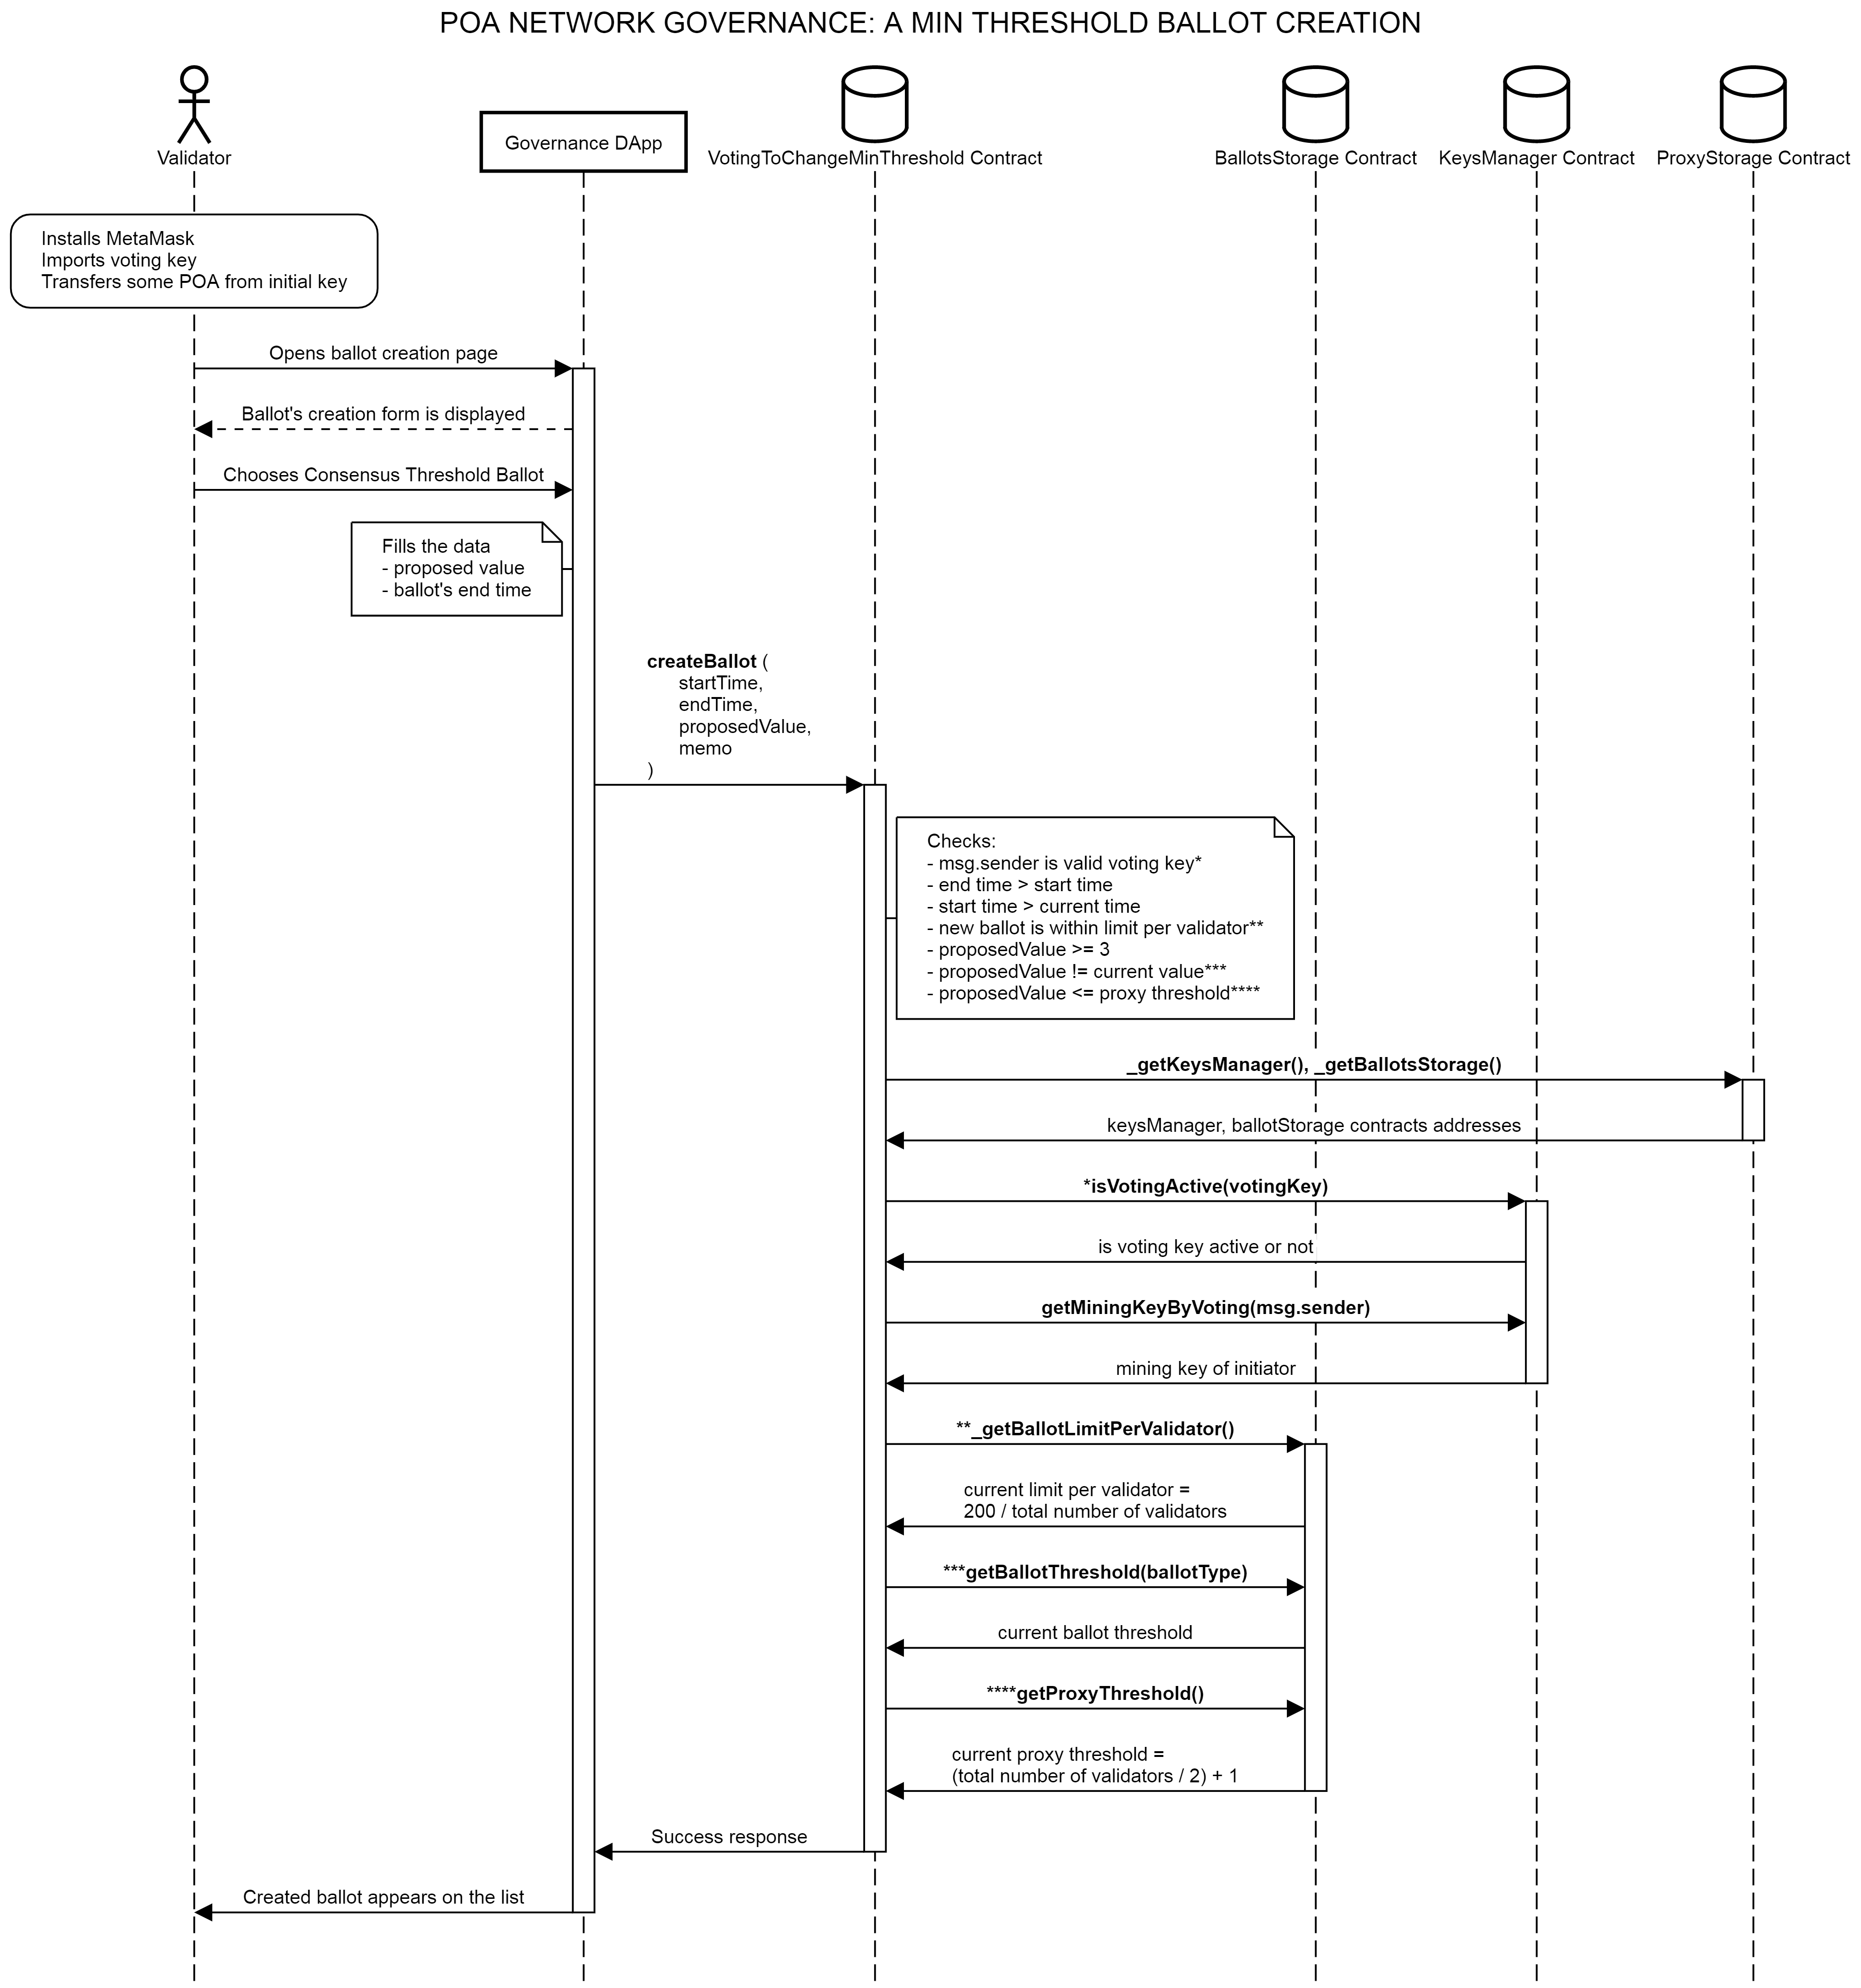 POA NETWORK GOVERNANCE: A MIN THRESHOLD BALLOT CREATION
Validator
Governance DApp
VotingToChangeMinThreshold Contract
BallotsStorage Contract
KeysManager Contract
ProxyStorage Contract
Installs MetaMask
Imports voting key
Transfers some POA from initial key
Opens ballot creation page
Ballot's creation form is displayed
Chooses Consensus Threshold Ballot
Fills the data
- proposed value
- ballot's end time
createBallot (
startTime,
endTime,
proposedValue,
memo
)
Checks:
- msg.sender is valid voting key*
- end time > start time
- start time > current time
- new ballot is within limit per validator**
- proposedValue >= 3
- proposedValue != current value***
- proposedValue <= proxy threshold****
_getKeysManager(), _getBallotsStorage()
keysManager, ballotStorage contracts addresses
*isVotingActive(votingKey)
is voting key active or not
getMiningKeyByVoting(msg.sender)
mining key of initiator
**_getBallotLimitPerValidator()
current limit per validator =
200 / total number of validators
***getBallotThreshold(ballotType)
current ballot threshold
****getProxyThreshold()
current proxy threshold =
(total number of validators / 2) + 1
Success response
Created ballot appears on the list